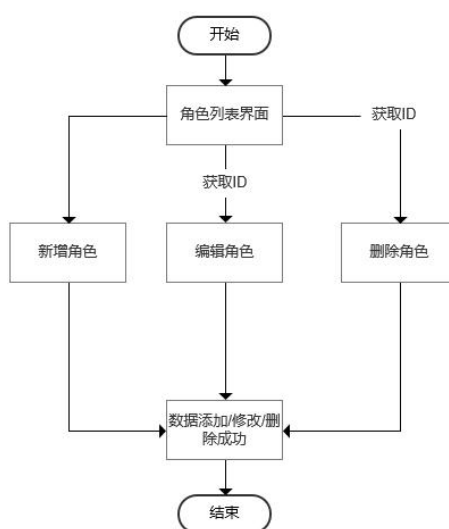 开始
角色列表界面
获取ID
获取ID
新增角色
编辑角色
删除角色
数据添加/修改/删
除成功
结束